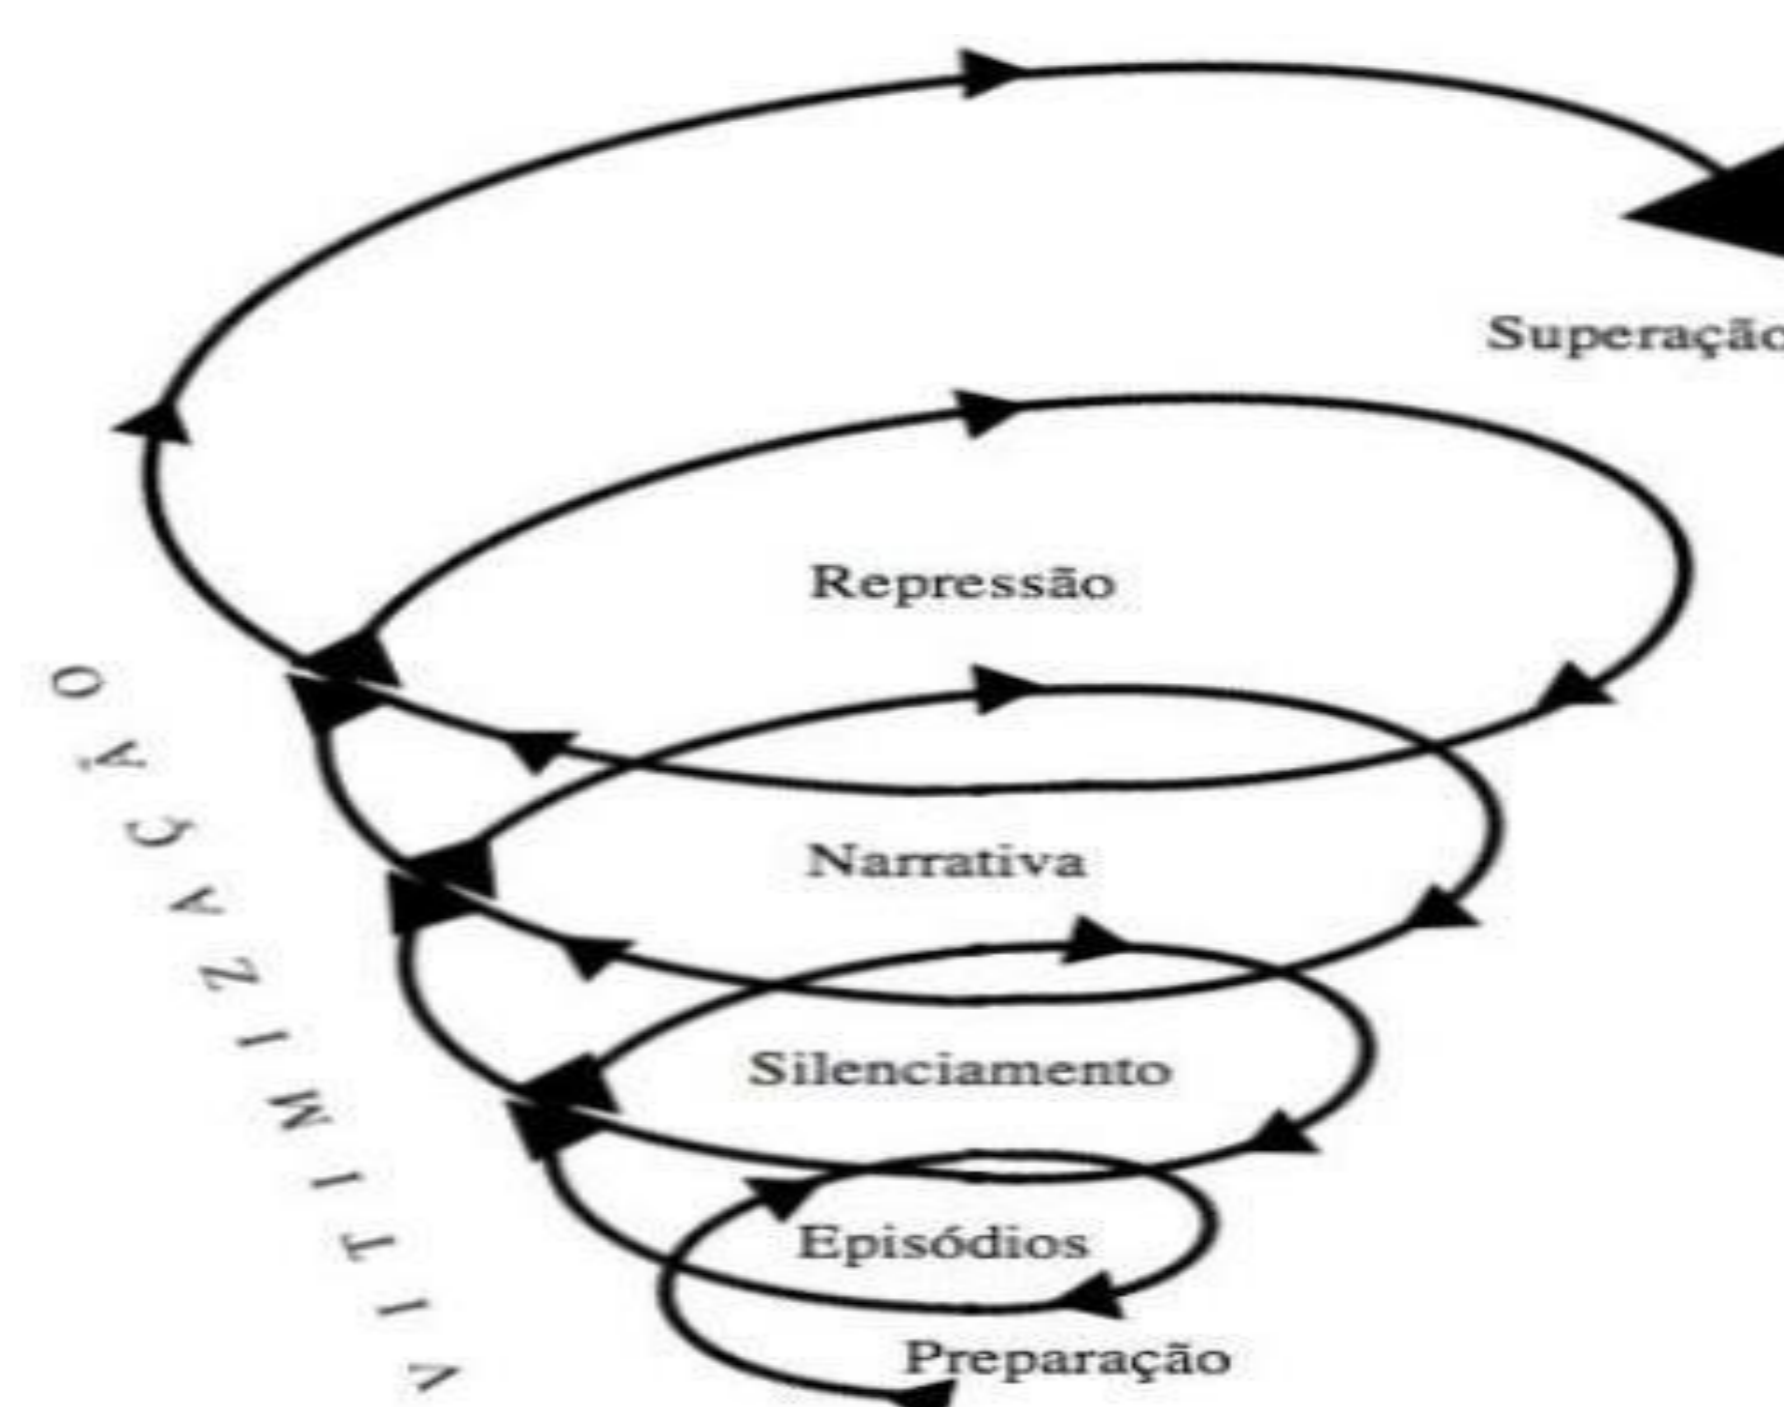 Superação
Repressão
Narrativa
Silenciamento
Episódios
Preparação
VITIMIZAÇÃO